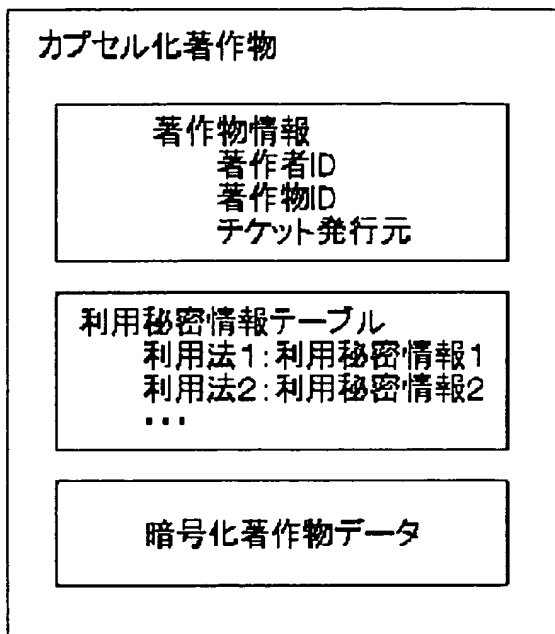 カプセル化著作物
著作物情報
著作者ID
著作物ID
チケット発行元
利用秘密情報テーブル
利用法1:利用秘密情報1
利用法2:利用秘密情報2
･･･
暗号化著作物データ